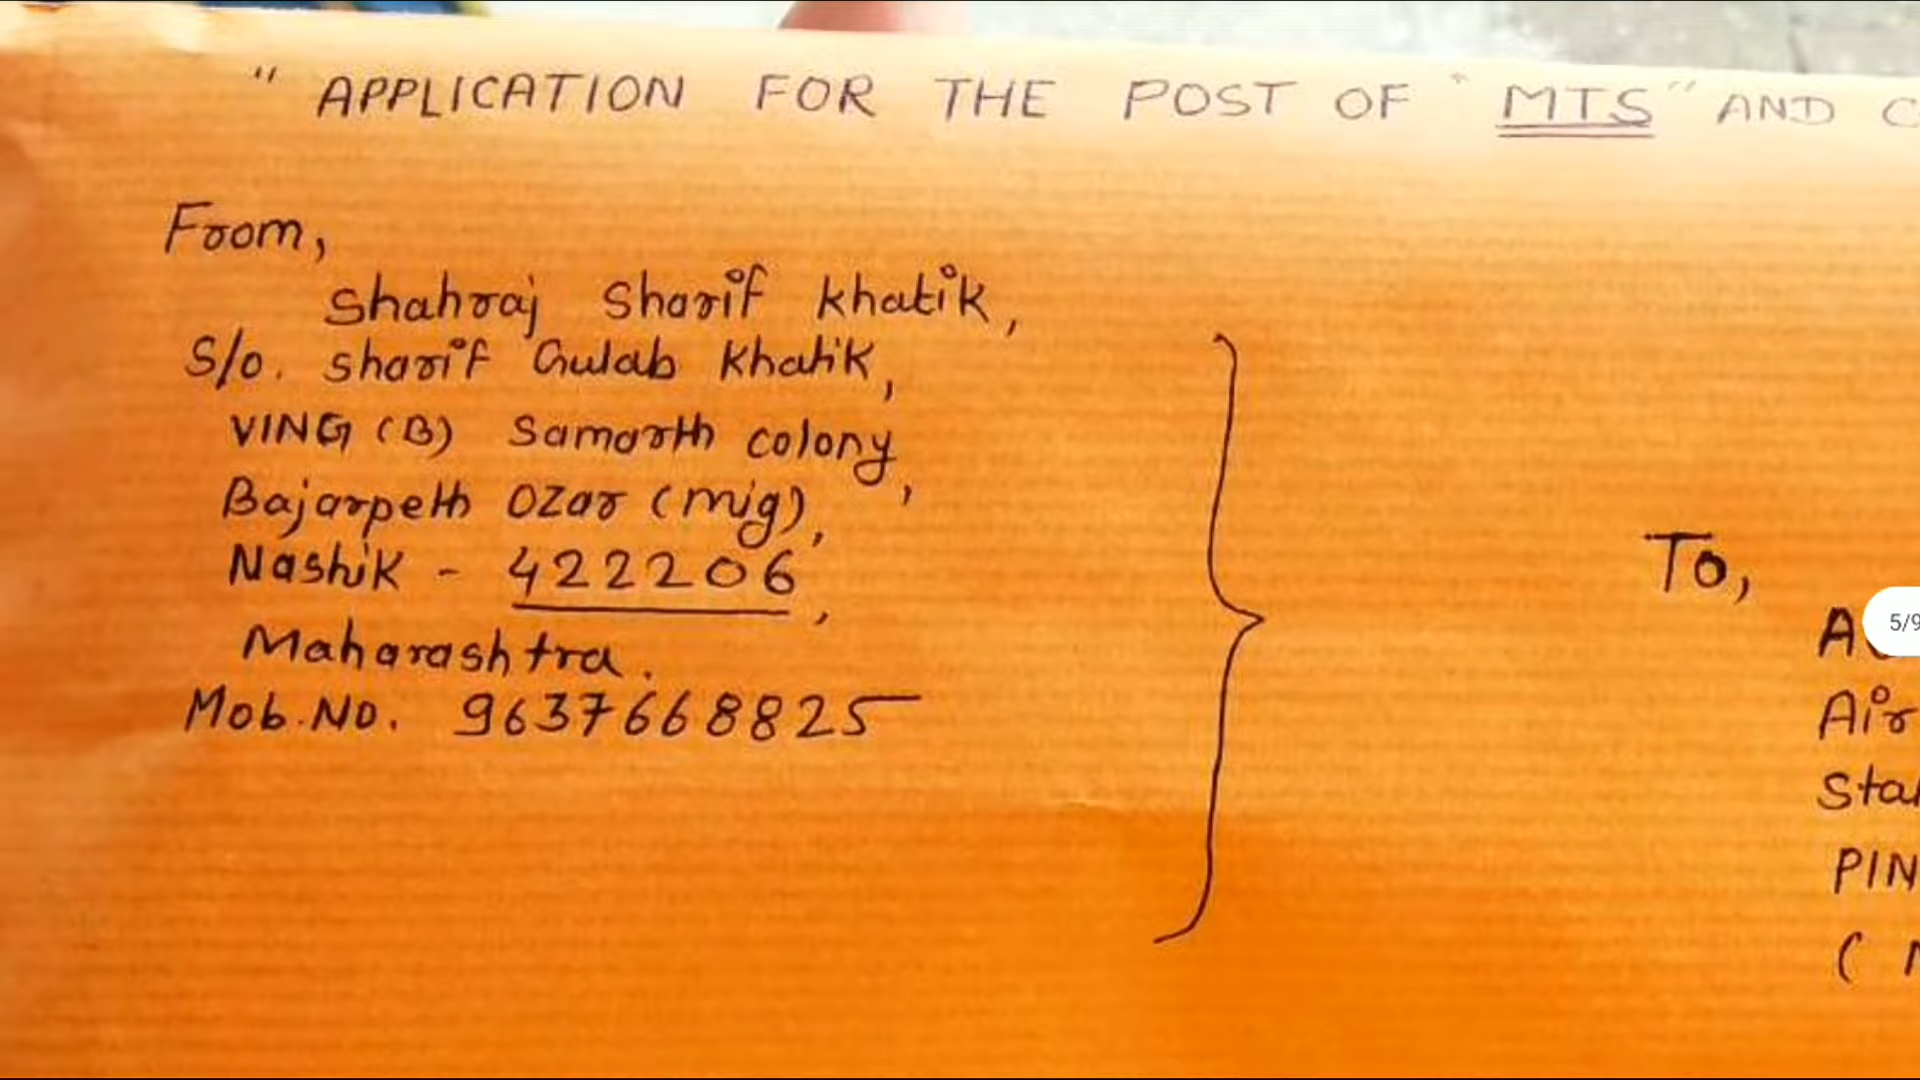 " APPLICATION FOR THE POST OF " MTS " AND C
From,
Shahraj Sharif Khatik,
S/o. Sharif Gulab Khatik,
VING (B) Samarth colony,
Bajarpeth Ozar (mig),
Nashik - 422206,
Maharashtra.
Mob. No. 9637668825
To,
A
5/9
Air
Stat
PIN
(